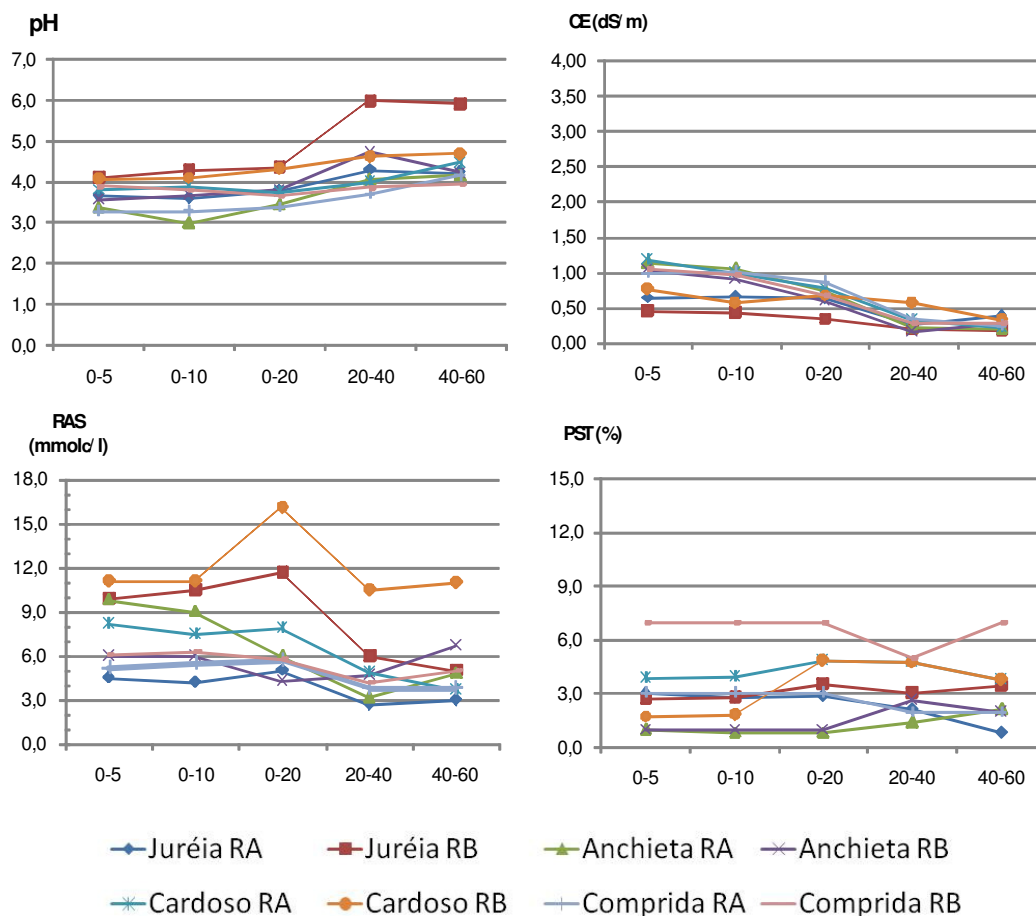 pH
7,0
6,0
5,0
4,0
3,0
2,0
1,0
0,0
0-5 0-10 0-20 20-40 40-60
CE (dS/ m)
4,00
3,50
3,00
2,50
2,00
1,50
1,00
0,50
0,00
0-5 0-10 0-20 20-40 40-60
RAS
(mmolc/ l)
18,0
15,0
12,0
9,0
6,0
3,0
0,0
0-5 0-10 0-20 20-40 40-60
PST (%)
15,0
12,0
9,0
6,0
3,0
0,0
0-5 0-10 0-20 20-40 40-60
Juréia RA Juréia RB Anchieta RA Anchieta RB
Cardoso RA Cardoso RB Comprida RA Comprida RB